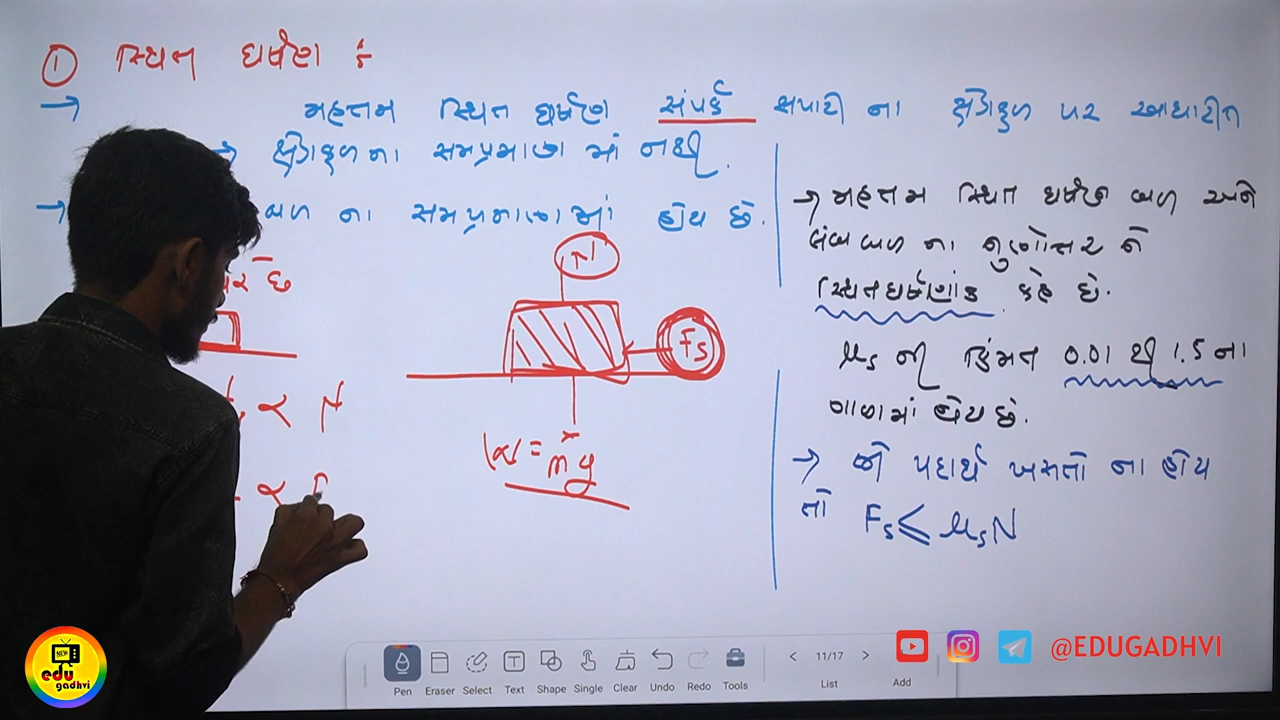 ① સ્થિત ઘર્ષણ :
→ મહત્તમ સ્થિત ઘર્ષણ સંપર્ક સપાટી ના ક્ષેત્રફળ પર આધારીત
→ ક્ષેત્રફળ ના સમપ્રમાણ માં નથી.
→ બળ ના સમપ્રમાણમાં હોય છે.
α N
α
N
Fs
W = mg
→ મહત્તમ સ્થિત ઘર્ષણ બળ અને
લંબ બળ ના ગુણોત્તર ને
સ્થિતઘર્ષણાંક કહે છે.
μs ની કિંમત 0.01 થી 1.5 ના
ગાળામાં હોય છે.
→ જો પદાર્થ ખસતો ના હોય
તો Fs ≤ μsN
Pen Eraser Select Text Shape Single Clear Undo Redo Tools
< 11/17 >
List Add
@EDUGADHVI
NEW
edu
gadhvi